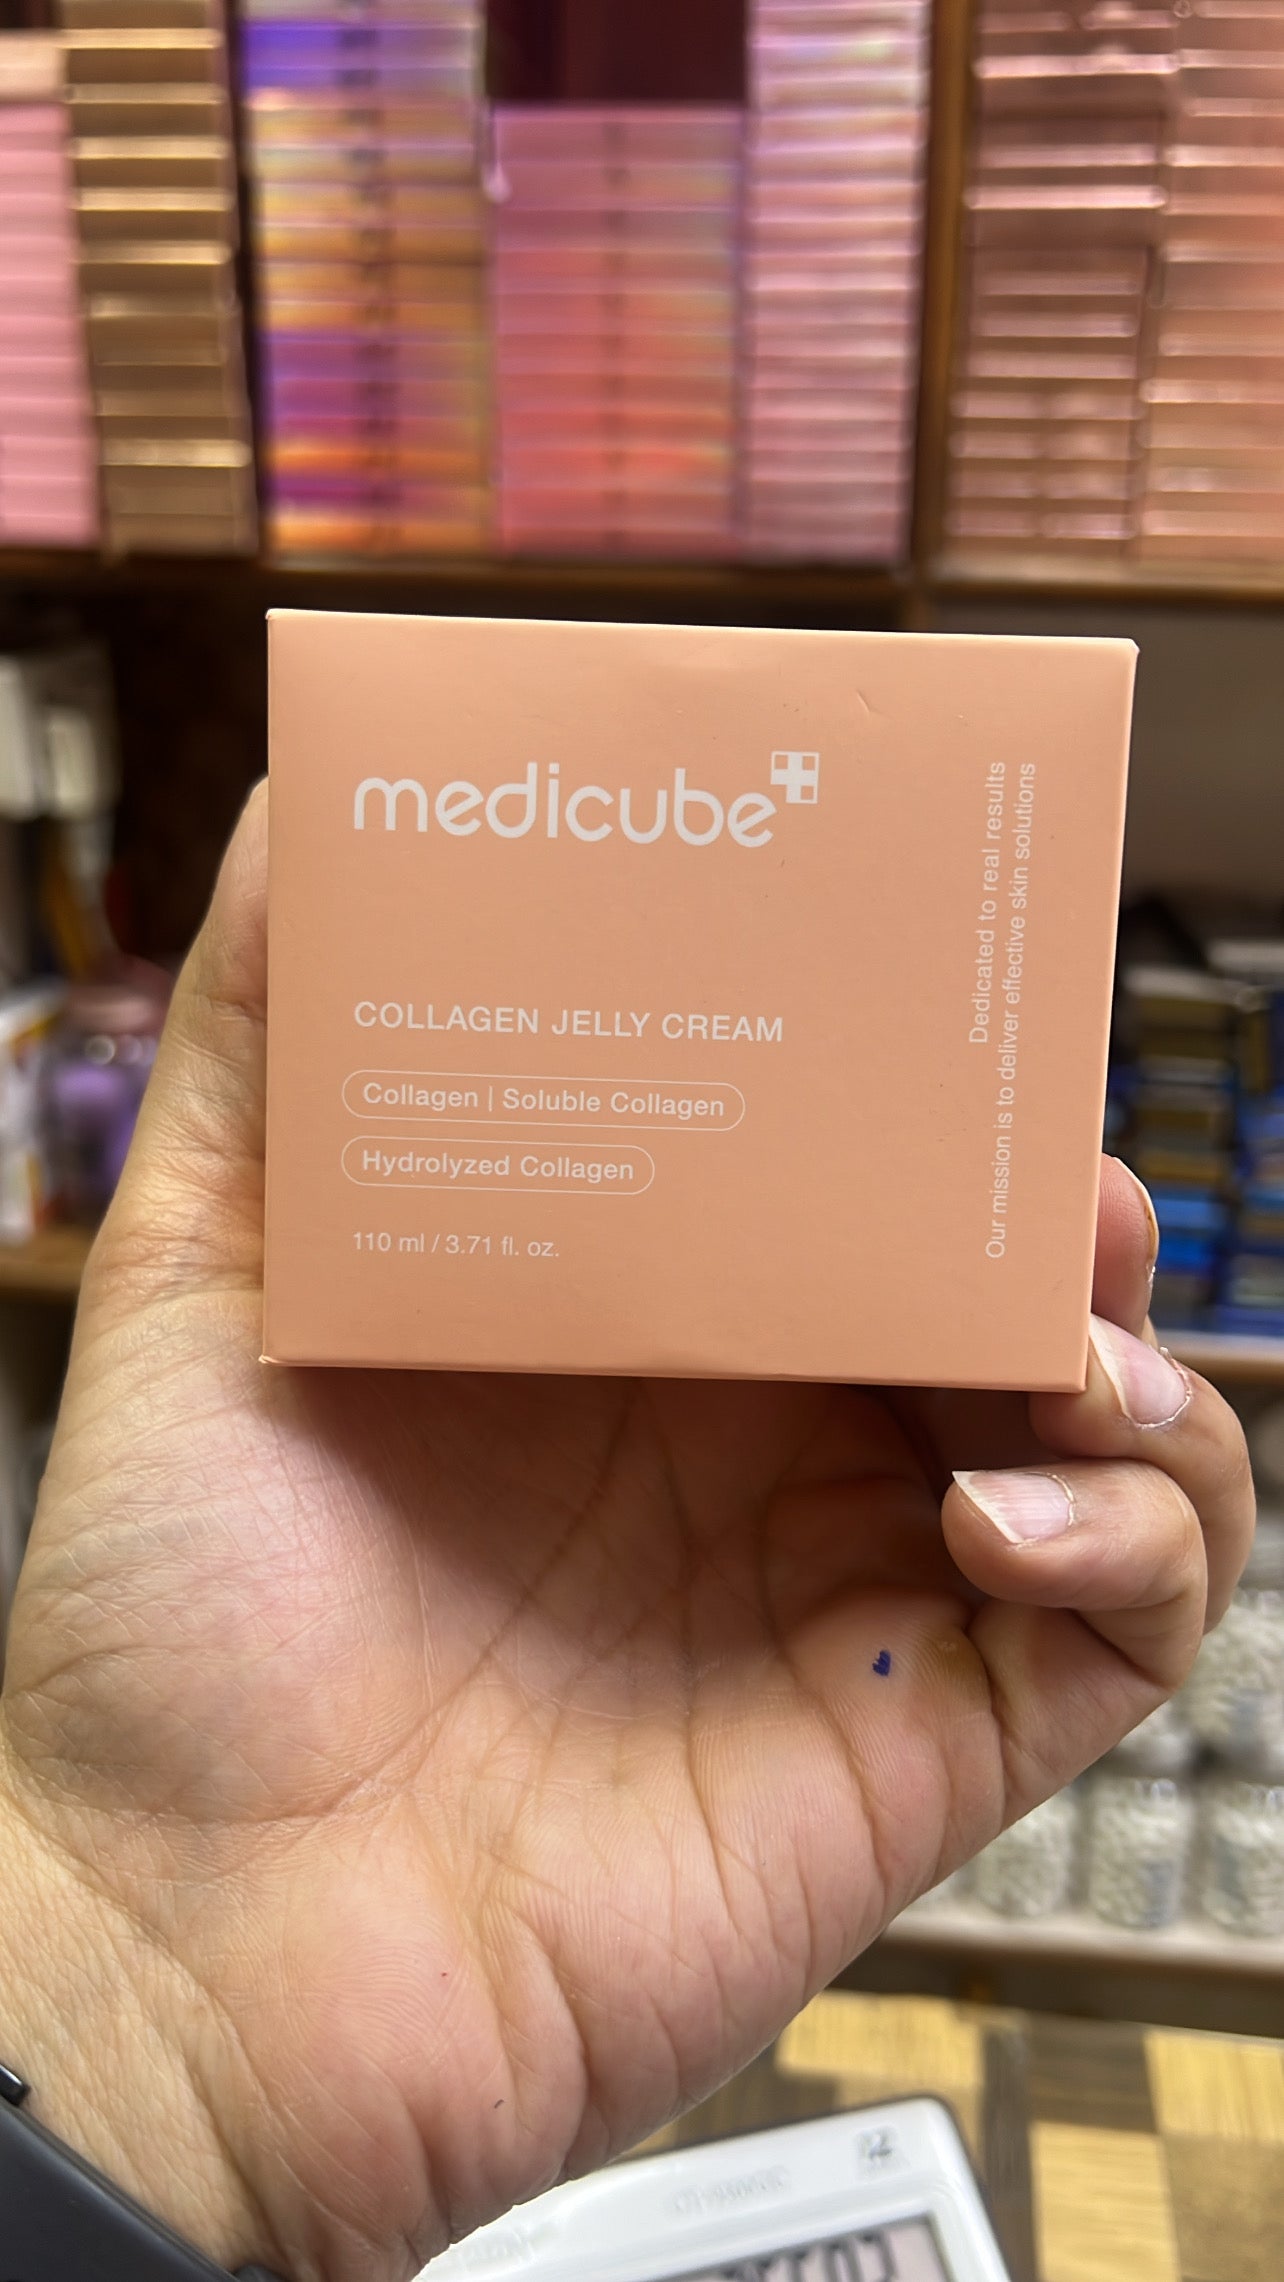 medicube
COLLAGEN JELLY CREAM
Collagen | Soluble Collagen
Hydrolyzed Collagen
110 ml / 3.71 fl. oz.
Dedicated to real results
Our mission is to deliver effective skin solutions